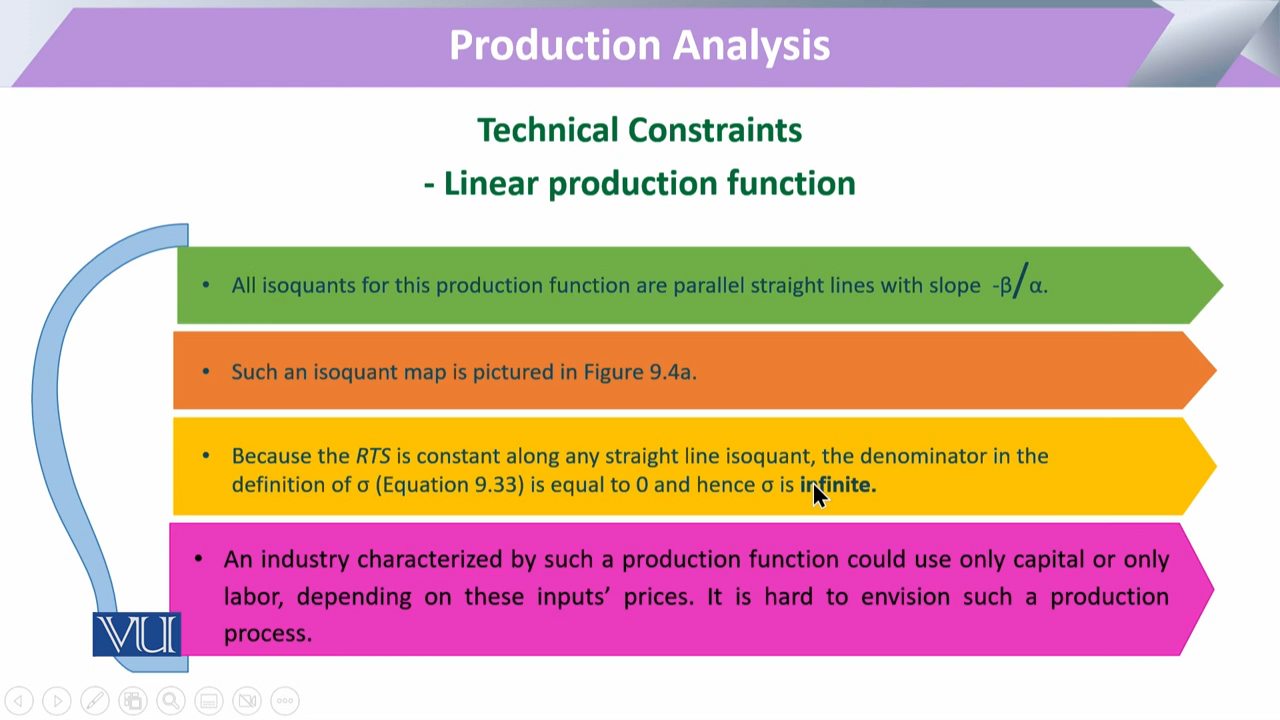 Production Analysis
Technical Constraints
- Linear production function
• All isoquants for this production function are parallel straight lines with slope -β/α.
• Such an isoquant map is pictured in Figure 9.4a.
• Because the RTS is constant along any straight line isoquant, the denominator in the
definition of σ (Equation 9.33) is equal to 0 and hence σ is infinite.
• An industry characterized by such a production function could use only capital or only
labor, depending on these inputs’ prices. It is hard to envision such a production
process.
VU